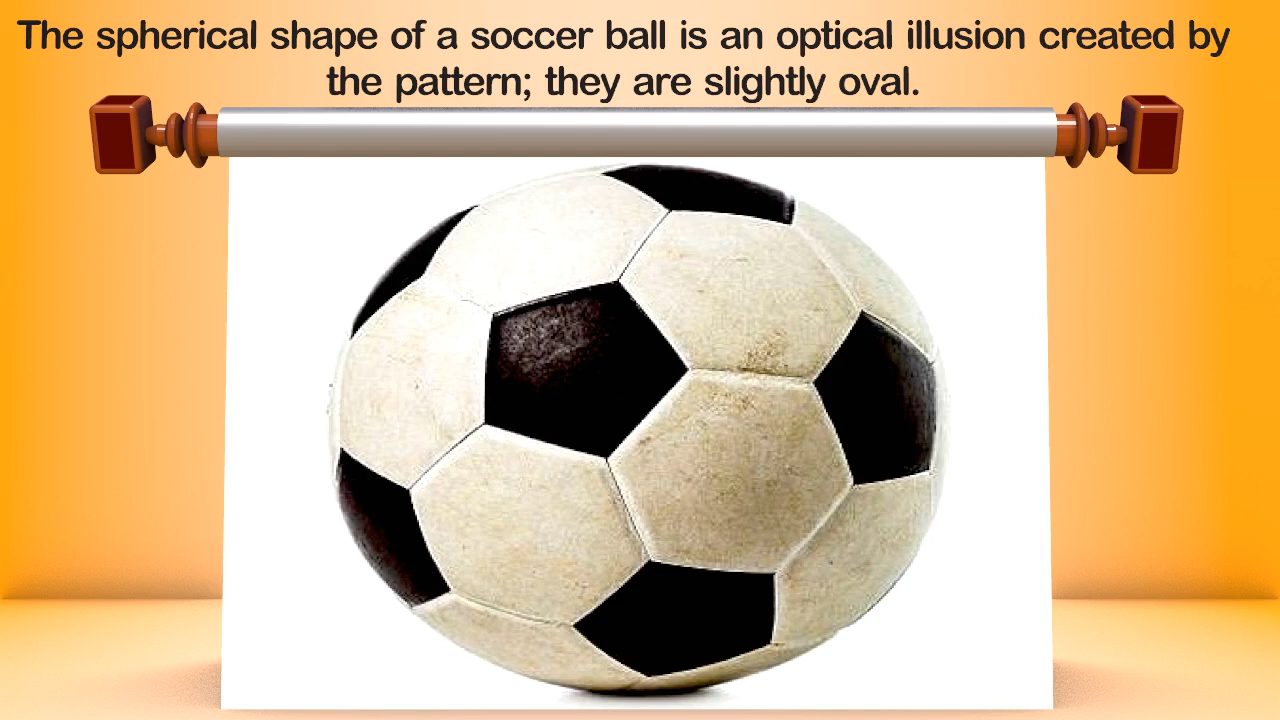 The spherical shape of a soccer ball is an optical illusion created by
the pattern; they are slightly oval.